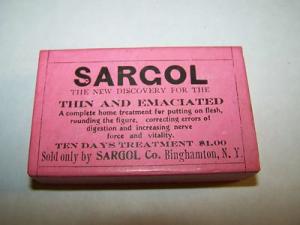 SARGOL
THE NEW DISCOVERY FOR THE
THIN AND EMACIATED
A complete home treatment for putting on flesh,
rounding the figure, correcting errors of
digestion and increasing nerve
force and vitality.
TEN DAYS TREATMENT $1.00
Sold only by SARGOL Co. Binghamton, N. Y.